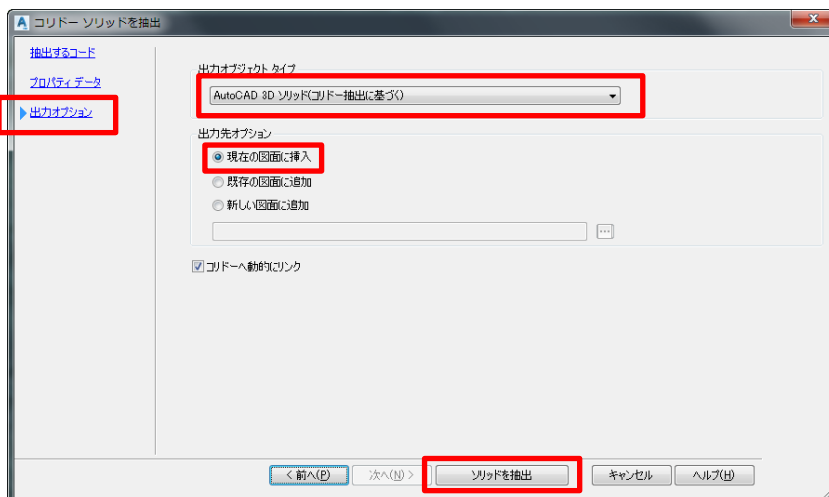 コリドー ソリッドを抽出
抽出するコード
プロパティ データ
出力オプション
出力オブジェクト タイプ
AutoCAD 3D ソリッド(コリドー抽出に基づく)
出力先オプション
現在の図面に挿入
既存の図面に追加
新しい図面に追加
...
コリドーへ動的にリンク
< 前へ(P) 次へ(N) > ソリッドを抽出 キャンセル ヘルプ(H)